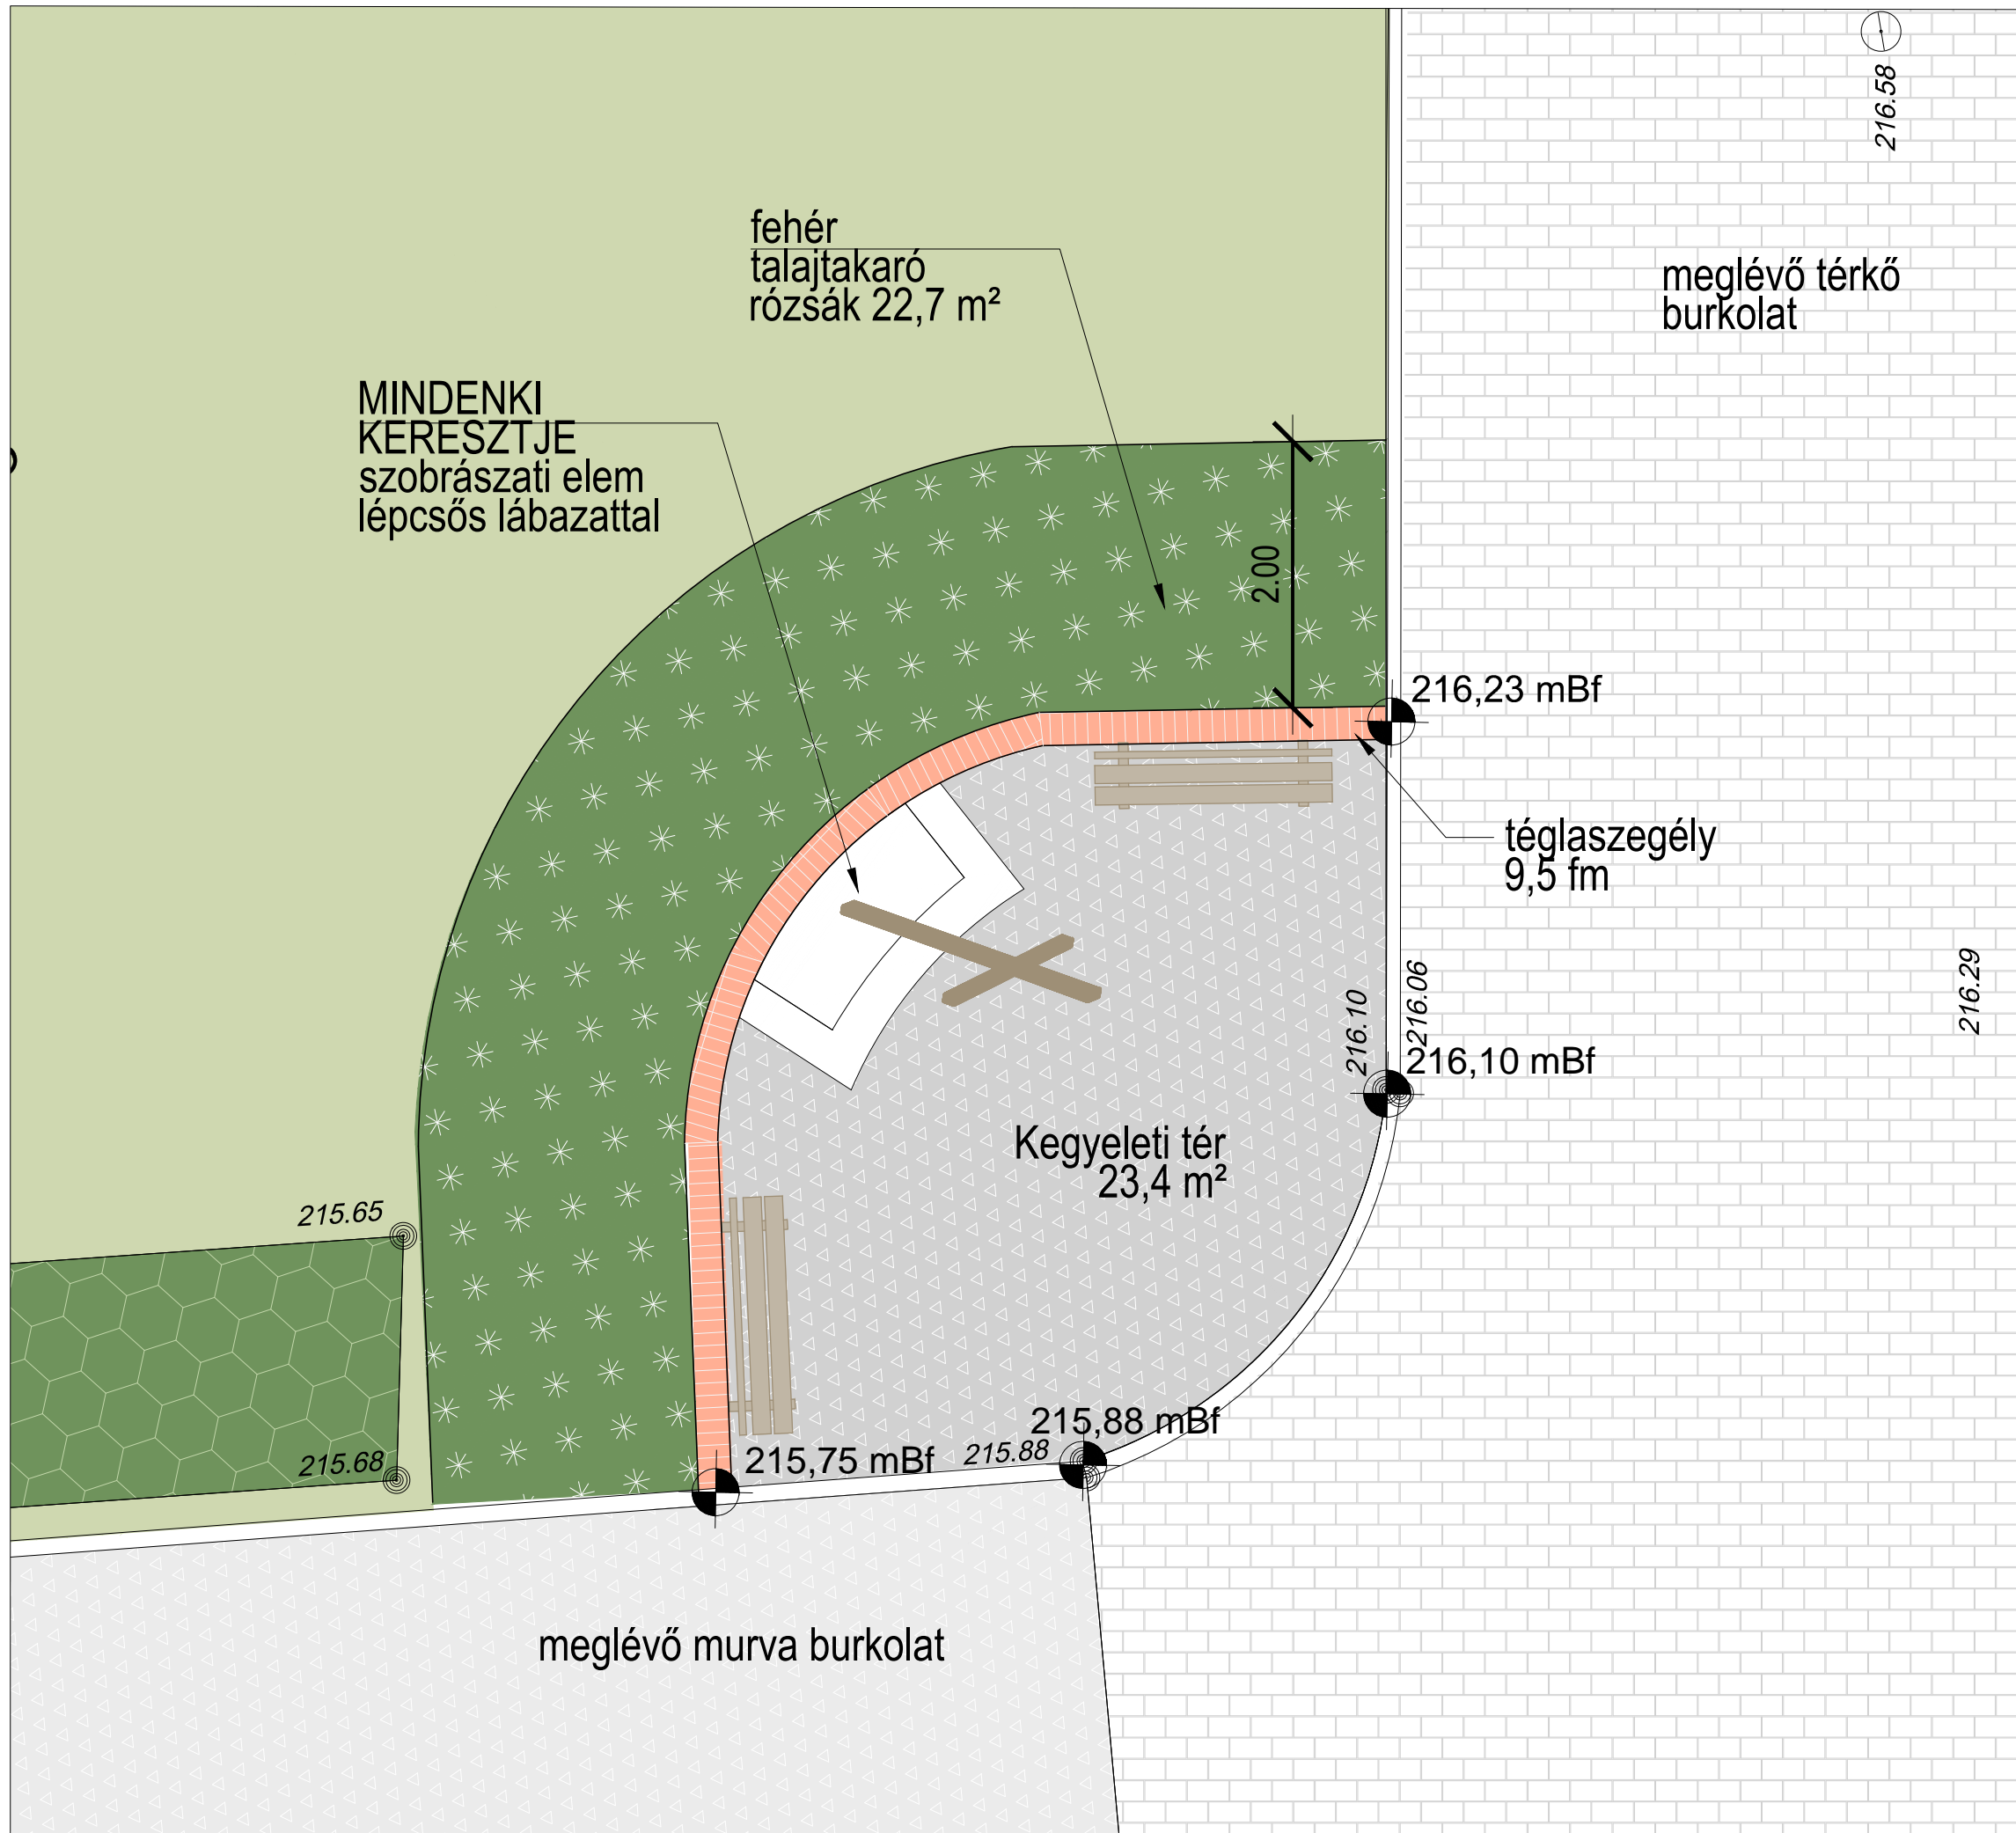 216.58
fehér
talajtakaró
rózsák 22,7 m²
meglévő térkő
burkolat
MINDENKI
KERESZTJE
szobrászati elem
lépcsős lábazattal
2.00
216,23 mBf
téglaszegély
9,5 fm
216.29
216.06
216.10
216,10 mBf
Kegyeleti tér
23,4 m²
215.65
215,88 mBf
215.88
215,75 mBf
215.68
meglévő murva burkolat